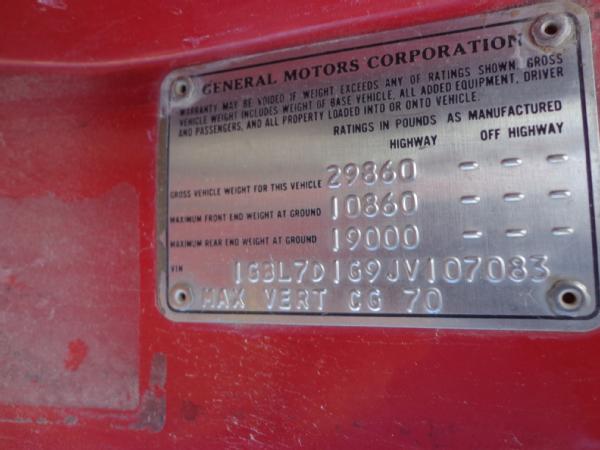 GENERAL MOTORS CORPORATION
WARRANTY MAY BE VOIDED IF WEIGHT EXCEEDS ANY OF RATINGS SHOWN. GROSS
VEHICLE WEIGHT INCLUDES WEIGHT OF BASE VEHICLE, ALL ADDED EQUIPMENT, DRIVER
AND PASSENGERS, AND ALL PROPERTY LOADED INTO OR ONTO VEHICLE.
RATINGS IN POUNDS AS MANUFACTURED
HIGHWAY OFF HIGHWAY
GROSS VEHICLE WEIGHT FOR THIS VEHICLE 29860 - - -
MAXIMUM FRONT END WEIGHT AT GROUND 10860 - - -
MAXIMUM REAR END WEIGHT AT GROUND 19000 - - -
VIN 1GBL7D1G9JV107083
MAX VERT CG 70